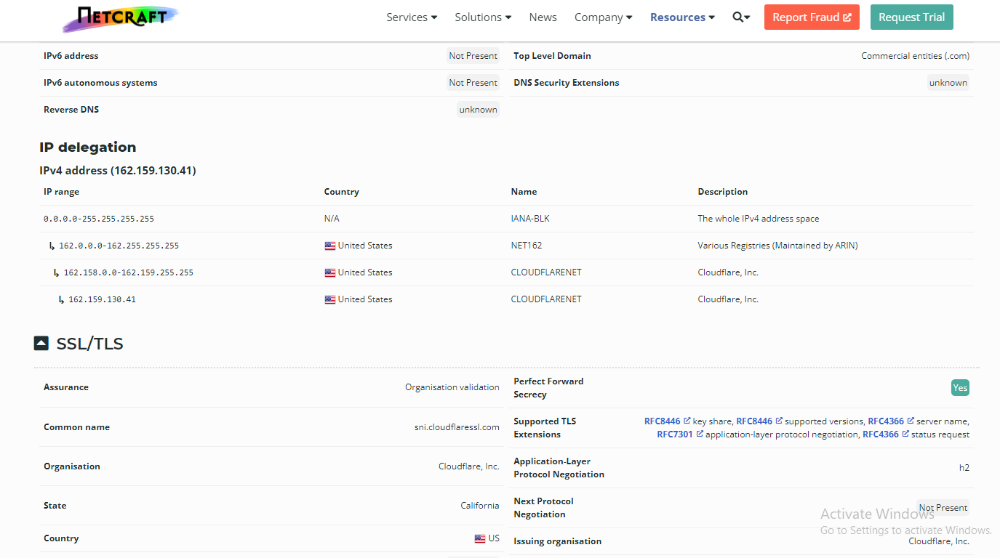 NETCRAFT Services Solutions News Company Resources Report Fraud Request Trial
IPv6 address Not Present Top Level Domain Commercial entities (.com)
IPv6 autonomous systems Not Present DNS Security Extensions unknown
Reverse DNS unknown
IP delegation
IPv4 address (162.159.130.41)
IP range Country Name Description
0.0.0.0-255.255.255.255 N/A IANA-BLK The whole IPv4 address space
↳ 162.0.0.0-162.255.255.255 United States NET162 Various Registries (Maintained by ARIN)
↳ 162.158.0.0-162.159.255.255 United States CLOUDFLARENET Cloudflare, Inc.
↳ 162.159.130.41 United States CLOUDFLARENET Cloudflare, Inc.
SSL/TLS
Assurance Organisation validation
Perfect Forward
Secrecy Yes
Common name sni.cloudflaressl.com
Supported TLS RFC8446 key share, RFC8446 supported versions, RFC4366 server name,
Extensions RFC7301 application-layer protocol negotiation, RFC4366 status request
Organisation Cloudflare, Inc.
Application-Layer
Protocol Negotiation h2
State California
Next Protocol
Negotiation Not Present
Country US
Issuing organisation Cloudflare, Inc.
Activate Windows
Go to Settings to activate Windows.